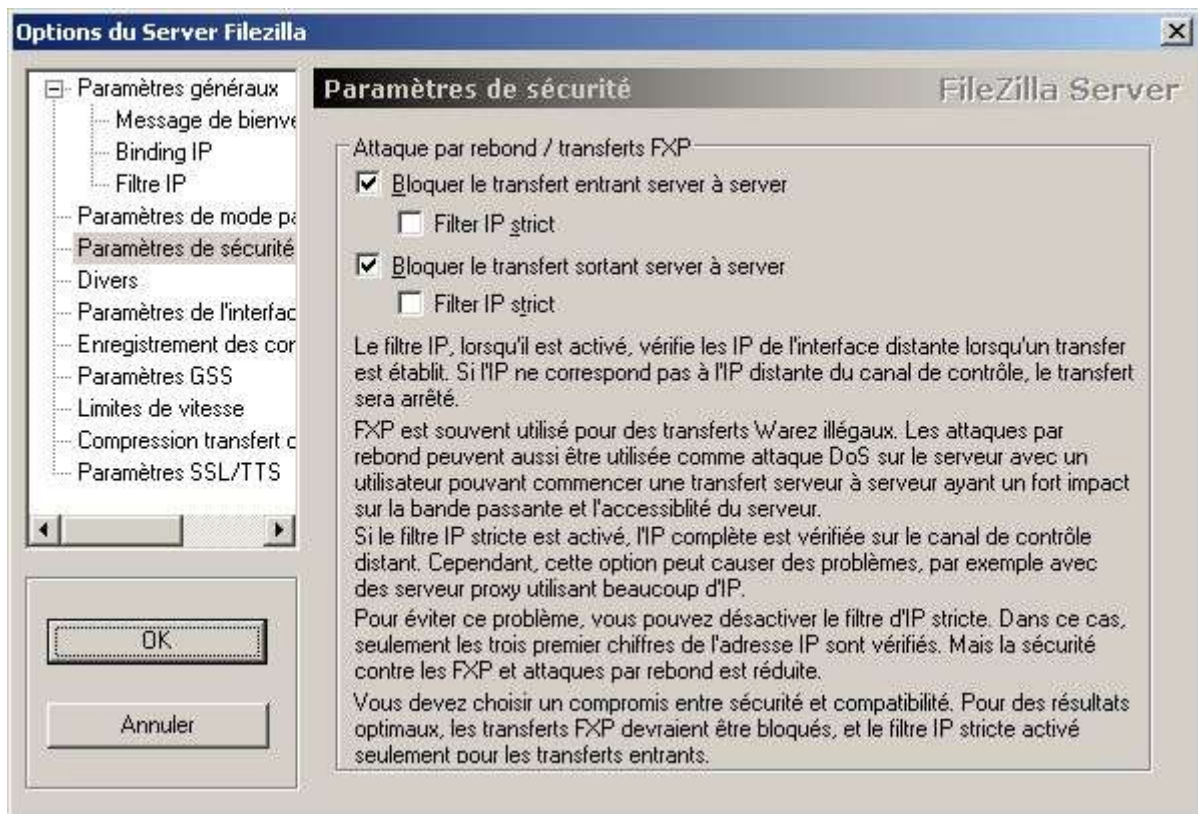 Options du Server Filezilla
Paramètres généraux
Message de bienve
Binding IP
Filtre IP
Paramètres de mode pa
Paramètres de sécurité
Divers
Paramètres de l'interfac
Enregistrement des con
Paramètres GSS
Limites de vitesse
Compression transfert d
Paramètres SSL/TTS
OK
Annuler
Paramètres de sécurité
FileZilla Server
Attaque par rebond / transferts FXP
Bloquer le transfert entrant server à server
Filter IP strict
Bloquer le transfert sortant server à server
Filter IP strict
Le filtre IP, lorsqu'il est activé, vérifie les IP de l'interface distante lorsqu'un transfer
est établit. Si l'IP ne correspond pas à l'IP distante du canal de contrôle, le transfert
sera arrêté.
FXP est souvent utilisé pour des transferts Warez illégaux. Les attaques par
rebond peuvent aussi être utilisée comme attaque DoS sur le serveur avec un
utilisateur pouvant commencer une transfert serveur à serveur ayant un fort impact
sur la bande passante et l'accessiblité du serveur.
Si le filtre IP stricte est activé, l'IP complète est vérifiée sur le canal de contrôle
distant. Cependant, cette option peut causer des problèmes, par exemple avec
des serveur proxy utilisant beaucoup d'IP.
Pour éviter ce problème, vous pouvez désactiver le filtre d'IP stricte. Dans ce cas,
seulement les trois premier chiffres de l'adresse IP sont vérifiés. Mais la sécurité
contre les FXP et attaques par rebond est réduite.
Vous devez choisir un compromis entre sécurité et compatibilité. Pour des résultats
optimaux, les transferts FXP devraient être bloqués, et le filtre IP stricte activé
seulement pour les transferts entrants.